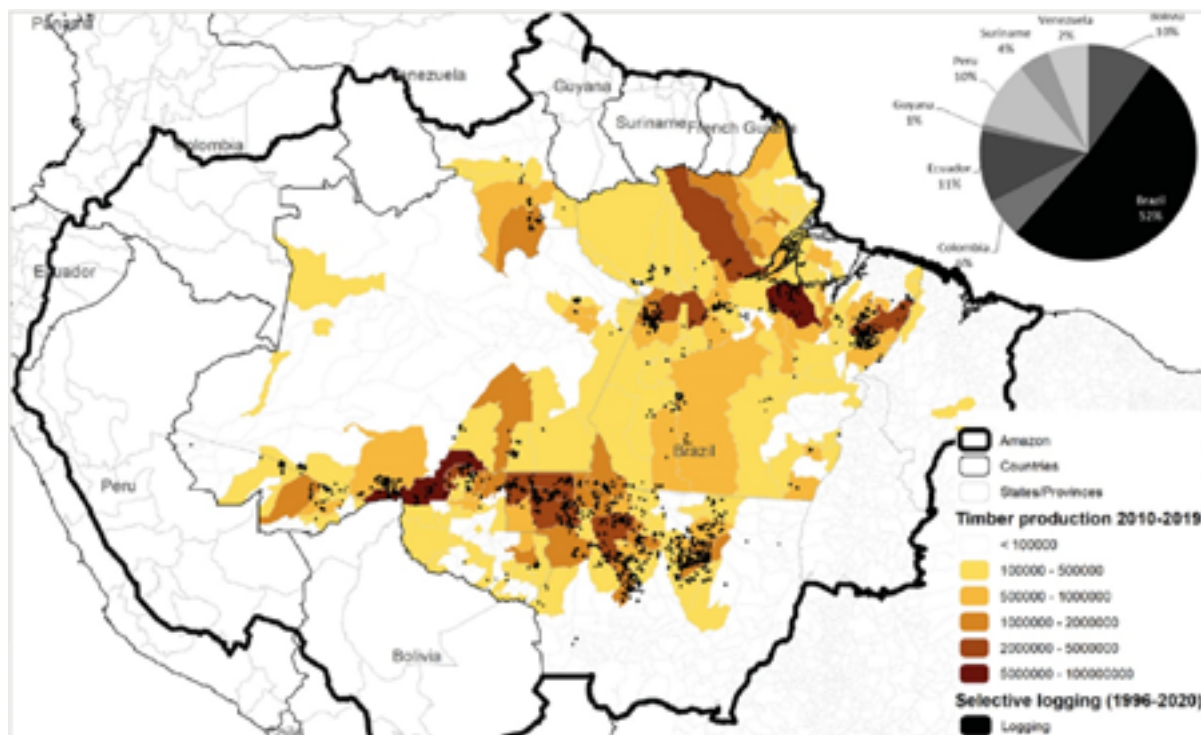 Panama
Venezuela
Guyana
Suriname
French Guiana
Colombia
Ecuador
Peru
Brazil
Bolivia
Venezuela
2%
Bolivia
10%
Suriname
4%
Peru
10%
Guyana
Ecuador
11%
Colombia
Brazil
52%
Amazon
Countries
States/Provinces
Timber production 2010-2019
< 100000
100000 - 500000
500000 - 1000000
1000000 - 2000000
2000000 - 5000000
5000000 - 100000000
Selective logging (1996-2020)
Logging